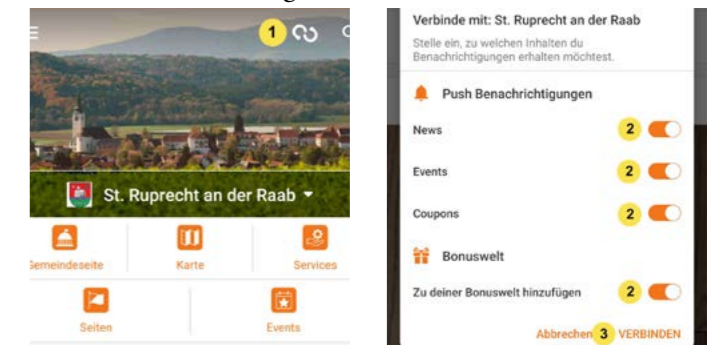 1
St. Ruprecht an der Raab
Gemeindeseite
Karte
Services
Seiten
Events
Verbinde mit: St. Ruprecht an der Raab
Stelle ein, zu welchen Inhalten du
Benachrichtigungen erhalten möchtest.
Push Benachrichtigungen
News 2
Events 2
Coupons 2
Bonuswelt
Zu deiner Bonuswelt hinzufügen 2
Abbrechen 3 VERBINDEN